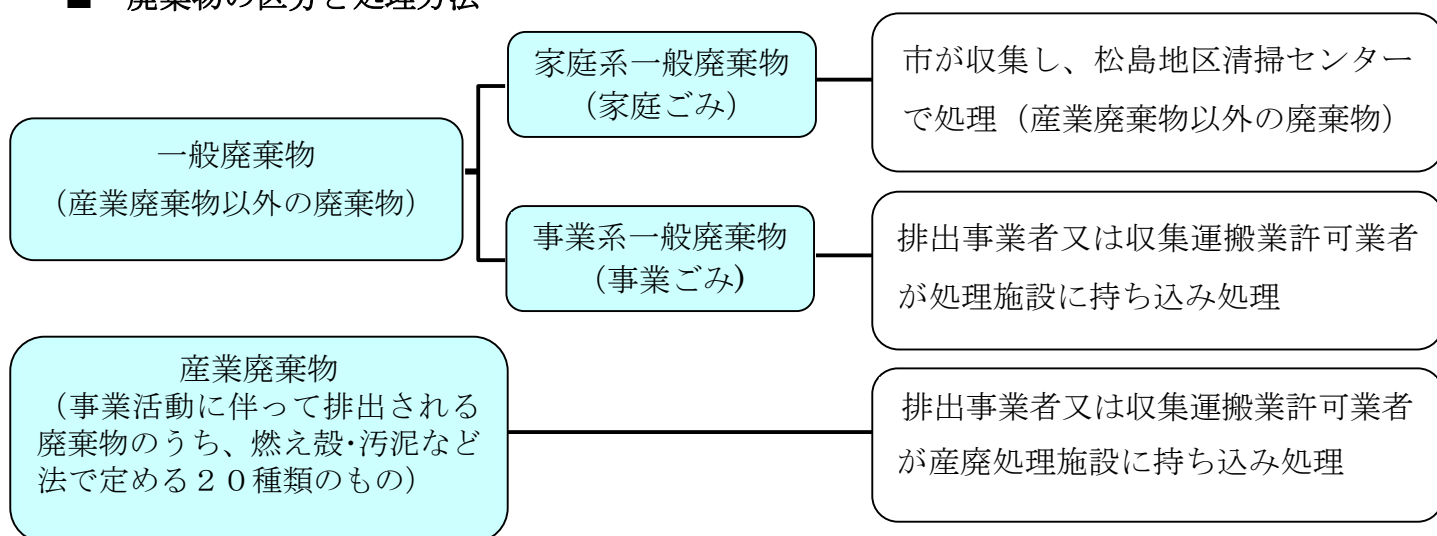 ■ 廃棄物の区分と処理方法
家庭系一般廃棄物
（家庭ごみ）
市が収集し、松島地区清掃センター
で処理（産業廃棄物以外の廃棄物）
一般廃棄物
（産業廃棄物以外の廃棄物）
事業系一般廃棄物
（事業ごみ)
排出事業者又は収集運搬業許可業者
が処理施設に持ち込み処理
産業廃棄物
（事業活動に伴って排出される
廃棄物のうち、燃え殻・汚泥など
法で定める２０種類のもの）
排出事業者又は収集運搬業許可業者
が産廃処理施設に持ち込み処理